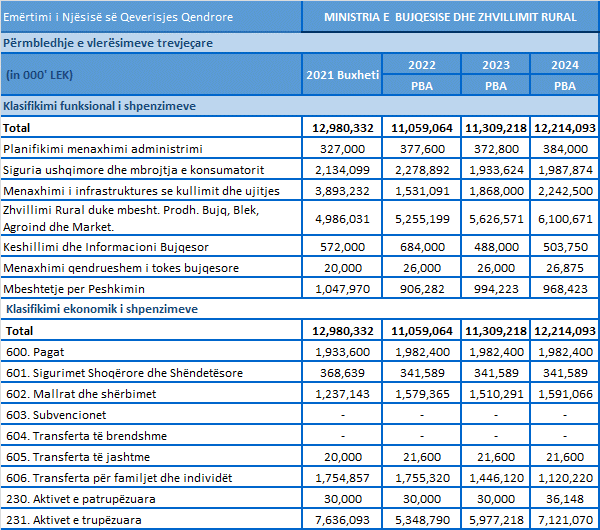 Emërtimi i Njësisë së Qeverisjes Qendrore MINISTRIA E BUJQESISE DHE ZHVILLIMIT RURAL
Përmbledhje e vlerësimeve trevjeçare
(in 000' LEK) 2021 Buxheti 2022 2023 2024
PBA PBA PBA
Klasifikimi funksional i shpenzimeve
Total 12,980,332 11,059,064 11,309,218 12,214,093
Planifikimi menaxhimi administrimi 327,000 377,600 372,800 384,000
Siguria ushqimore dhe mbrojtja e konsumatorit 2,134,099 2,278,892 1,933,624 1,987,874
Menaxhimi i infrastruktures se kullimit dhe ujitjes 3,893,232 1,531,091 1,868,000 2,242,500
Zhvillimi Rural duke mbesht. Prodh. Bujq, Blek,
Agroind dhe Market. 4,986,031 5,255,199 5,626,571 6,100,671
Keshillimi dhe Informacioni Bujqesor 572,000 684,000 488,000 503,750
Menaxhimi qendrueshem i tokes bujqesore 20,000 26,000 26,000 26,875
Mbeshtetje per Peshkimin 1,047,970 906,282 994,223 968,423
Klasifikimi ekonomik i shpenzimeve
Total 12,980,332 11,059,064 11,309,218 12,214,093
600. Pagat 1,933,600 1,982,400 1,982,400 1,982,400
601. Sigurimet Shoqërore dhe Shëndetësore 368,639 341,589 341,589 341,589
602. Mallrat dhe shërbimet 1,237,143 1,579,365 1,510,291 1,591,066
603. Subvencionet - - - -
604. Transferta të brendshme - - - -
605. Transferta të jashtme 20,000 21,600 21,600 21,600
606. Transferta për familjet dhe individët 1,754,857 1,755,320 1,446,120 1,120,220
230. Aktivet e patrupëzuara 30,000 30,000 30,000 36,148
231. Aktivet e trupëzuara 7,636,093 5,348,790 5,977,218 7,121,070